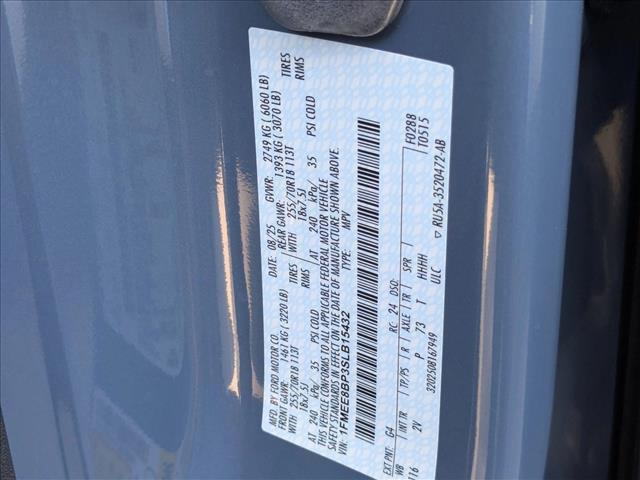 MFD. BY FORD MOTOR CO. DATE: 08/25 GVWR: 2749 KG ( 6060 LB)
FRONT GAWR: 1461 KG ( 3220 LB) REAR GAWR: 1393 KG ( 3070 LB)
WITH 255/70R18 113T TIRES WITH 255/70R18 113T TIRES
18x7.5J RIMS 18x7.5J RIMS
AT 240 kPa/ 35 PSI COLD AT 240 kPa/ 35 PSI COLD
THIS VEHICLE CONFORMS TO ALL APPLICABLE FEDERAL MOTOR VEHICLE
SAFETY STANDARDS IN EFFECT ON THE DATE OF MANUFACTURE SHOWN ABOVE.
VIN: 1FMEE8BP3SLB15432 TYPE: MPV
F0288
T0515
EXT PNT: G4 RC: 24 DSO:
WB INT TR TP/PS R AXLE TR SPR
116 2V P 73 T HHHH
ULC
3202508167949 RU5A-3520472-AB